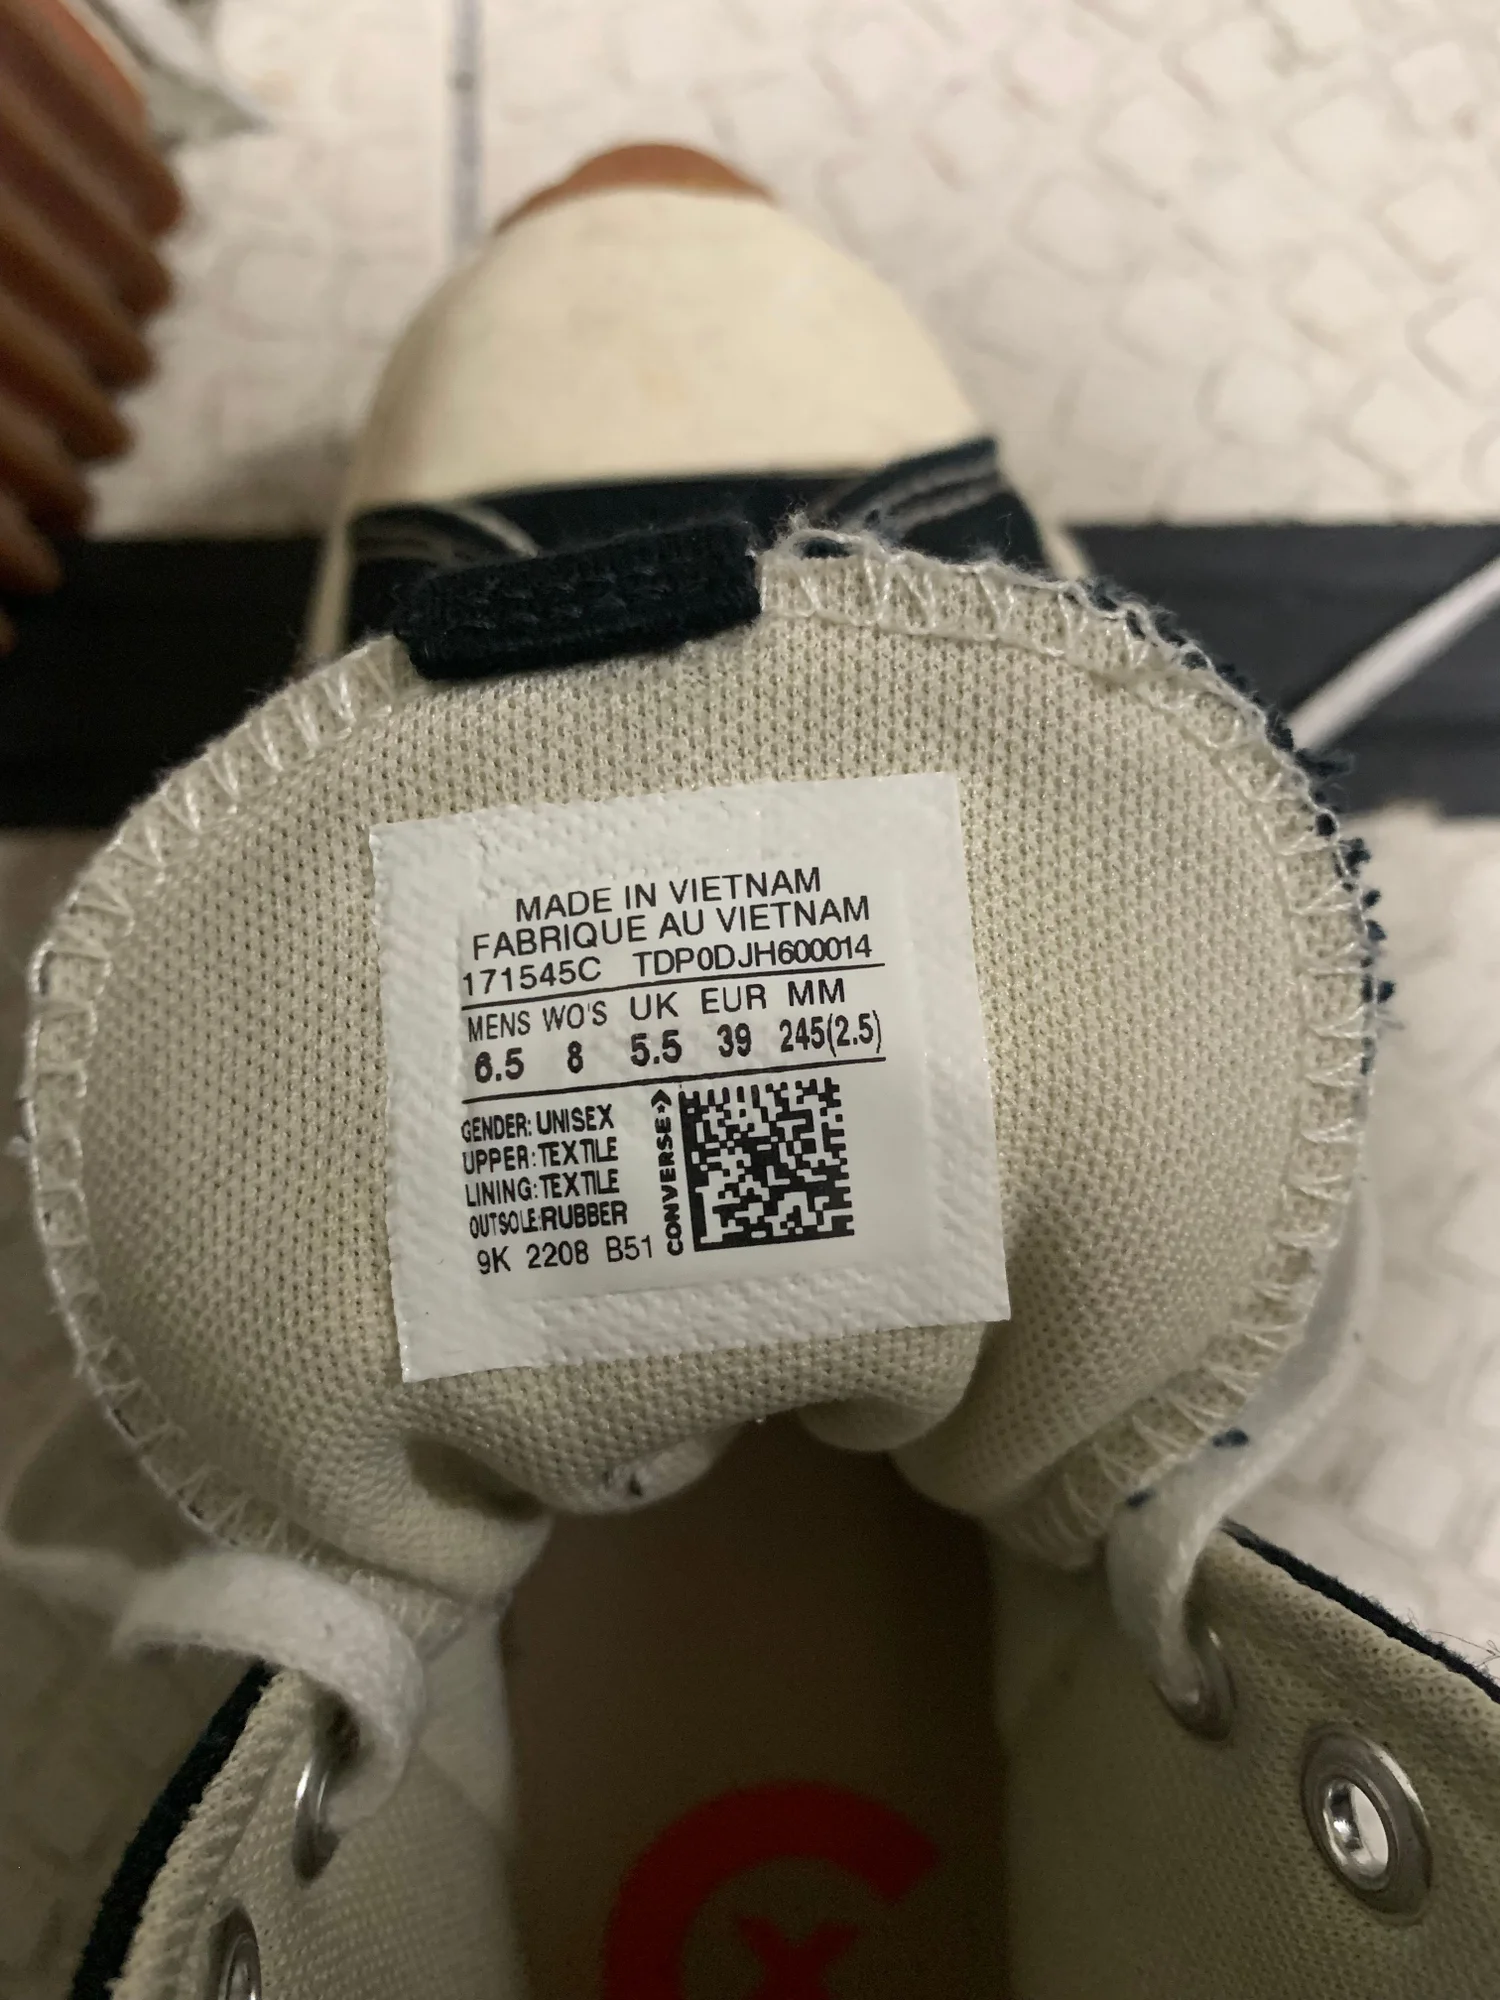 MADE IN VIETNAM
FABRIQUE AU VIETNAM
171545C TDP0DJH600014
MENS WO'S UK EUR MM
6.5 8 5.5 39 245(2.5)
GENDER: UNISEX
UPPER: TEXTILE
LINING: TEXTILE
OUTSOLE:RUBBER
9K 2208 B51
CONVERSE